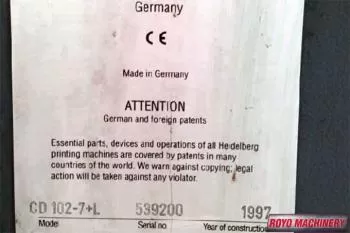 Germany
CE
Made in Germany
ATTENTION
German and foreign patents
Essential parts, devices and operations of all Heidelberg
printing machines are covered by patents in many
countries of the world. We warn against copying; legal
action will be taken against any violator.
CD 102-7+L 599200 1997
Model Serial no Year of construction
ROYO MACHINERY